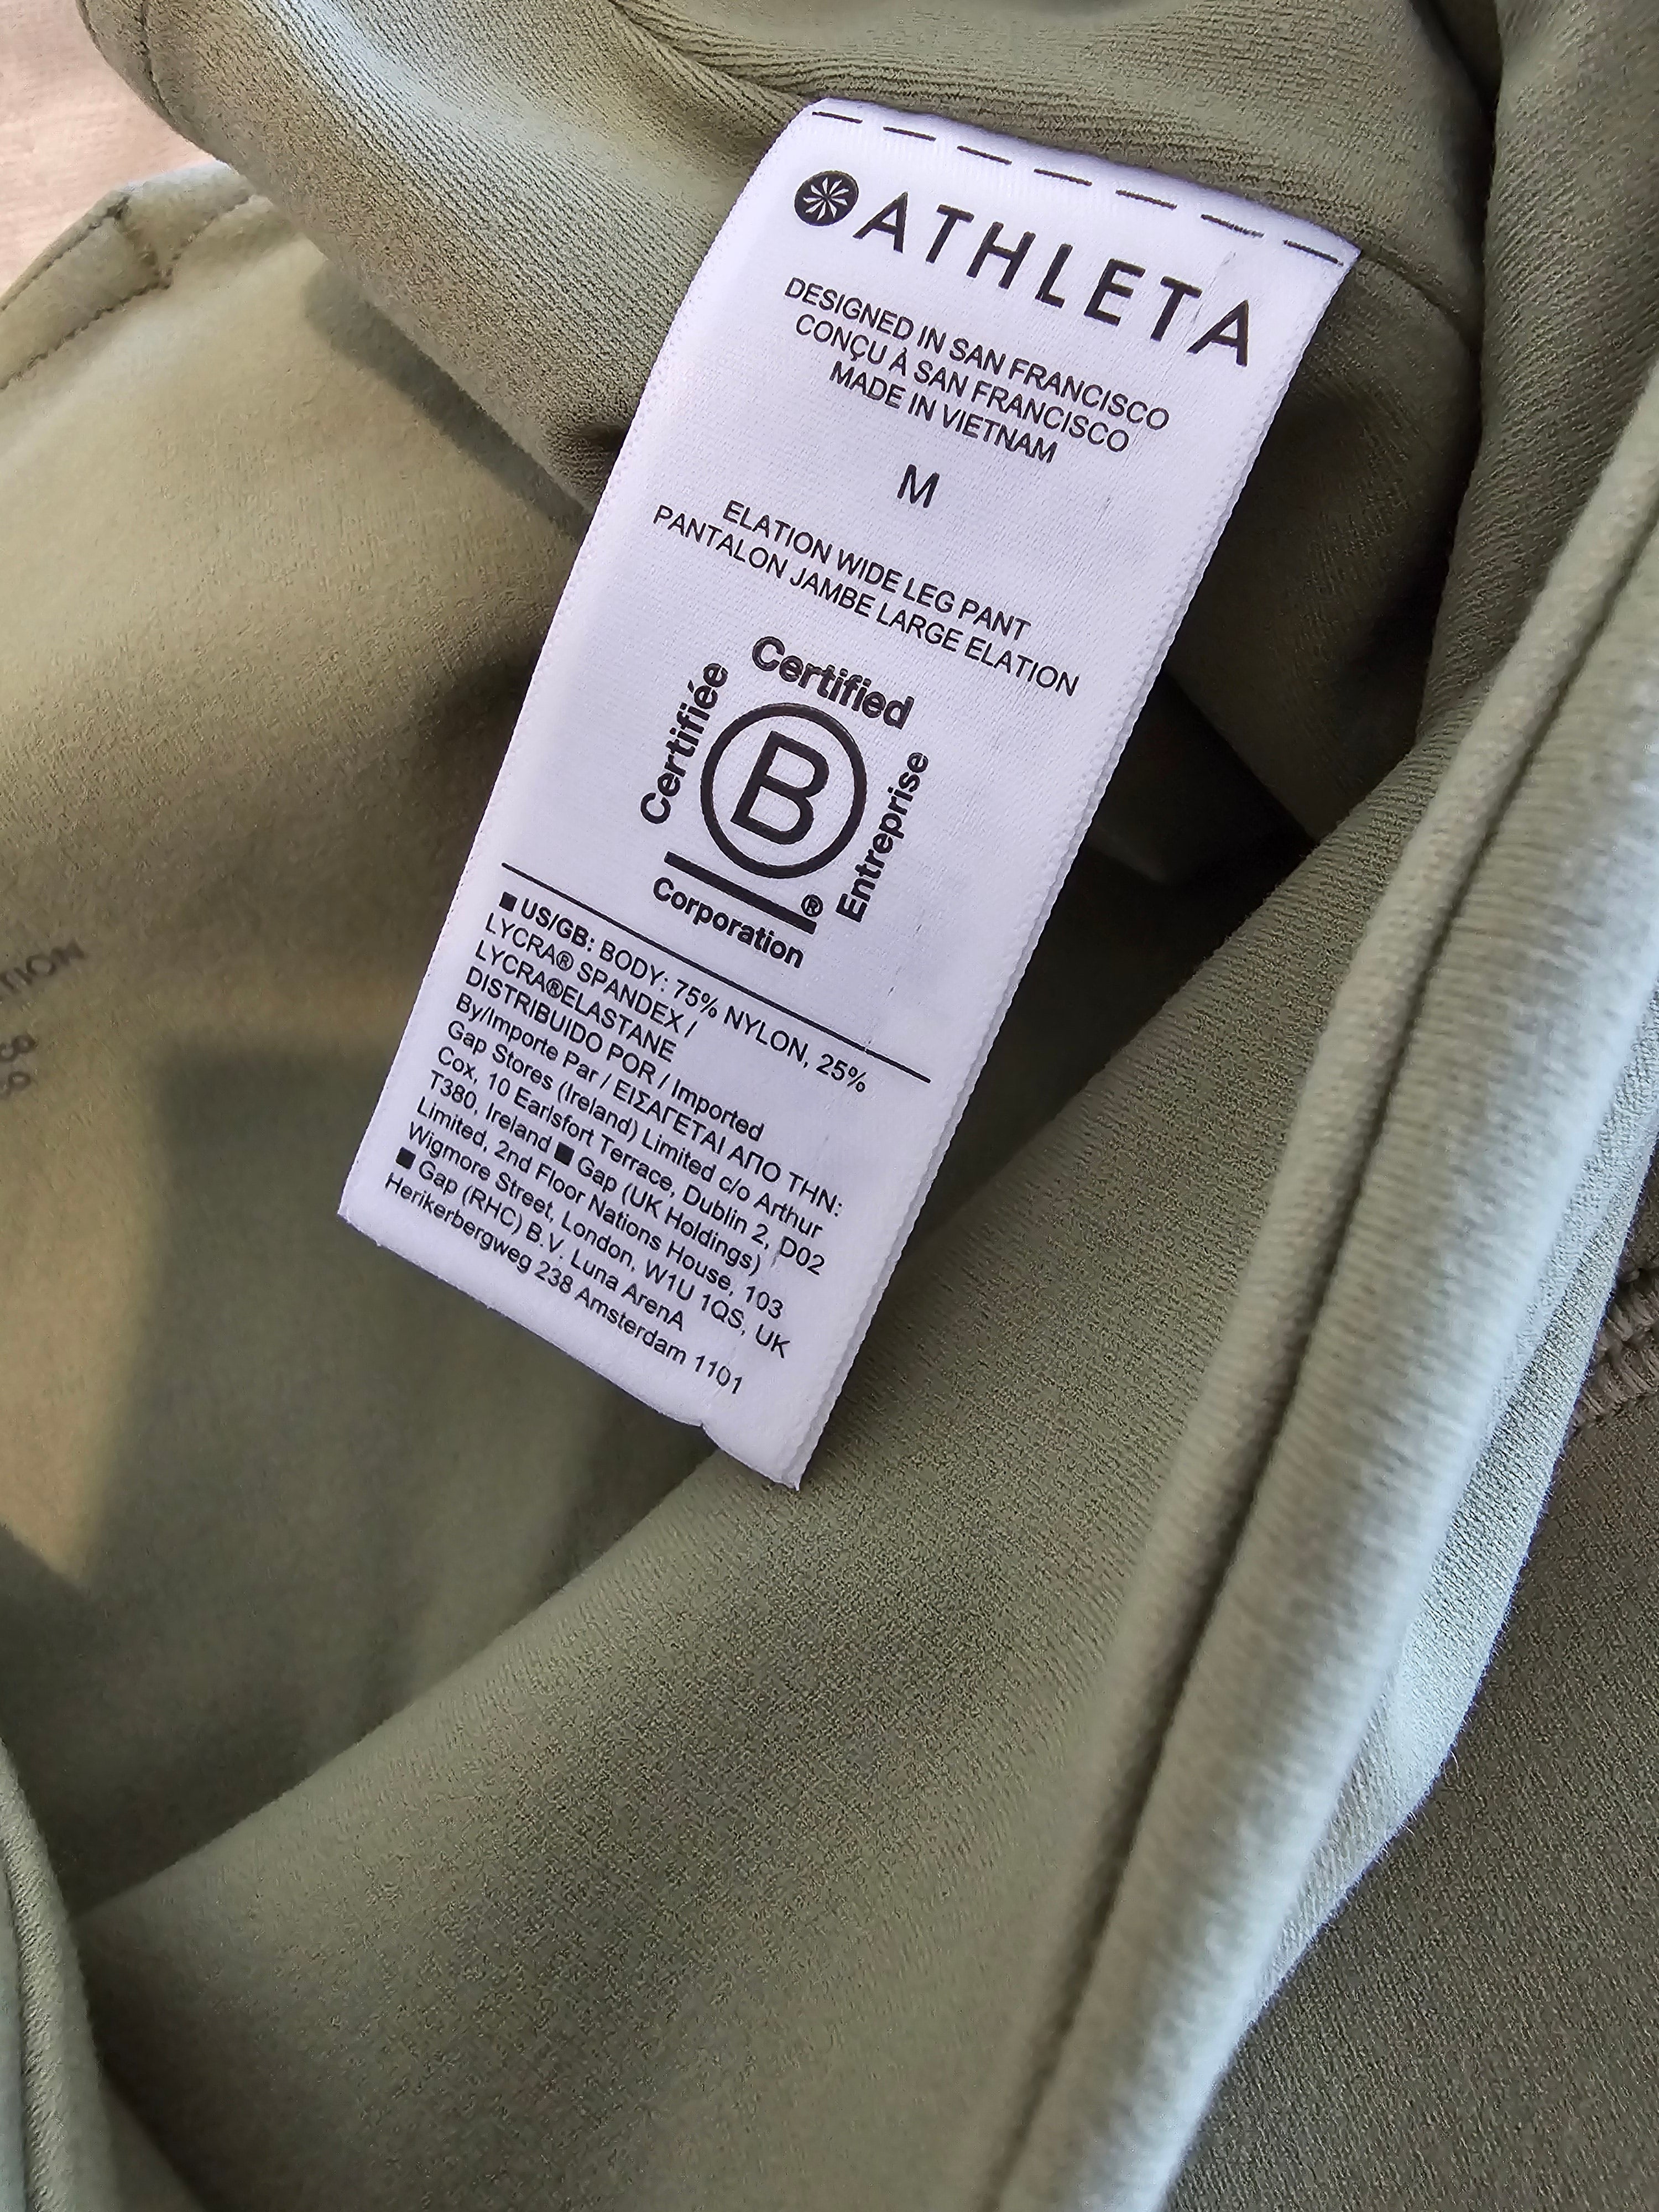 ATHLETA
DESIGNED IN SAN FRANCISCO
CONÇU À SAN FRANCISCO
MADE IN VIETNAM
M
ELATION WIDE LEG PANT
PANTALON JAMBE LARGE ELATION
Certified
Certifiée
B
Entreprise
®
Corporation
■ US/GB: BODY: 75% NYLON, 25%
LYCRA® SPANDEX /
LYCRA®ELASTANE
DISTRIBUIDO POR / Imported
By/Importe Par / ΕΙΣΑΓΕΤΑΙ ΑΠΟ ΤΗΝ:
Gap Stores (Ireland) Limited c/o Arthur
Cox, 10 Earlsfort Terrace, Dublin 2, D02
T380, Ireland ■ Gap (UK Holdings)
Limited, 2nd Floor Nations House, 103
Wigmore Street, London, W1U 1QS, UK
■ Gap (RHC) B.V. Luna ArenA
Herikerbergweg 238 Amsterdam 1101
TION